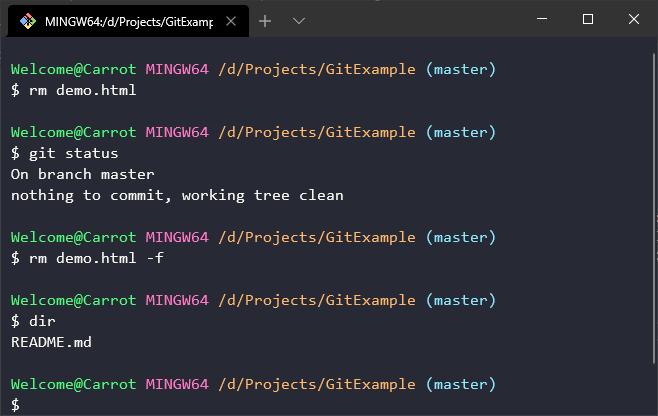 MINGW64:/d/Projects/GitExamp
Welcome@Carrot MINGW64 /d/Projects/GitExample (master)
$ rm demo.html
Welcome@Carrot MINGW64 /d/Projects/GitExample (master)
$ git status
On branch master
nothing to commit, working tree clean
Welcome@Carrot MINGW64 /d/Projects/GitExample (master)
$ rm demo.html -f
Welcome@Carrot MINGW64 /d/Projects/GitExample (master)
$ dir
README.md
Welcome@Carrot MINGW64 /d/Projects/GitExample (master)
$